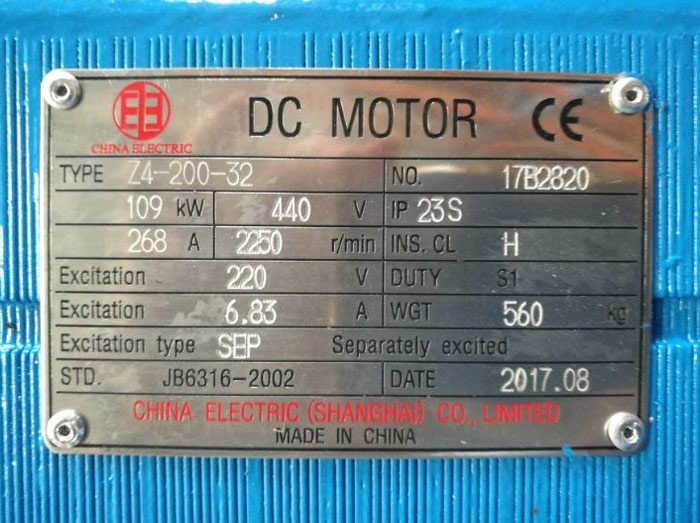 CHINA ELECTRIC
DC MOTOR CE
TYPE Z4-200-32 NO. 17B2820
109 kW 440 V IP 23S
268 A 2250 r/min INS. CL H
Excitation 220 V DUTY S1
Excitation 6.83 A WGT 560 kg
Excitation type SEP Separately excited
STD. JB6316-2002 DATE 2017.08
CHINA ELECTRIC (SHANGHAI) CO., LIMITED
MADE IN CHINA